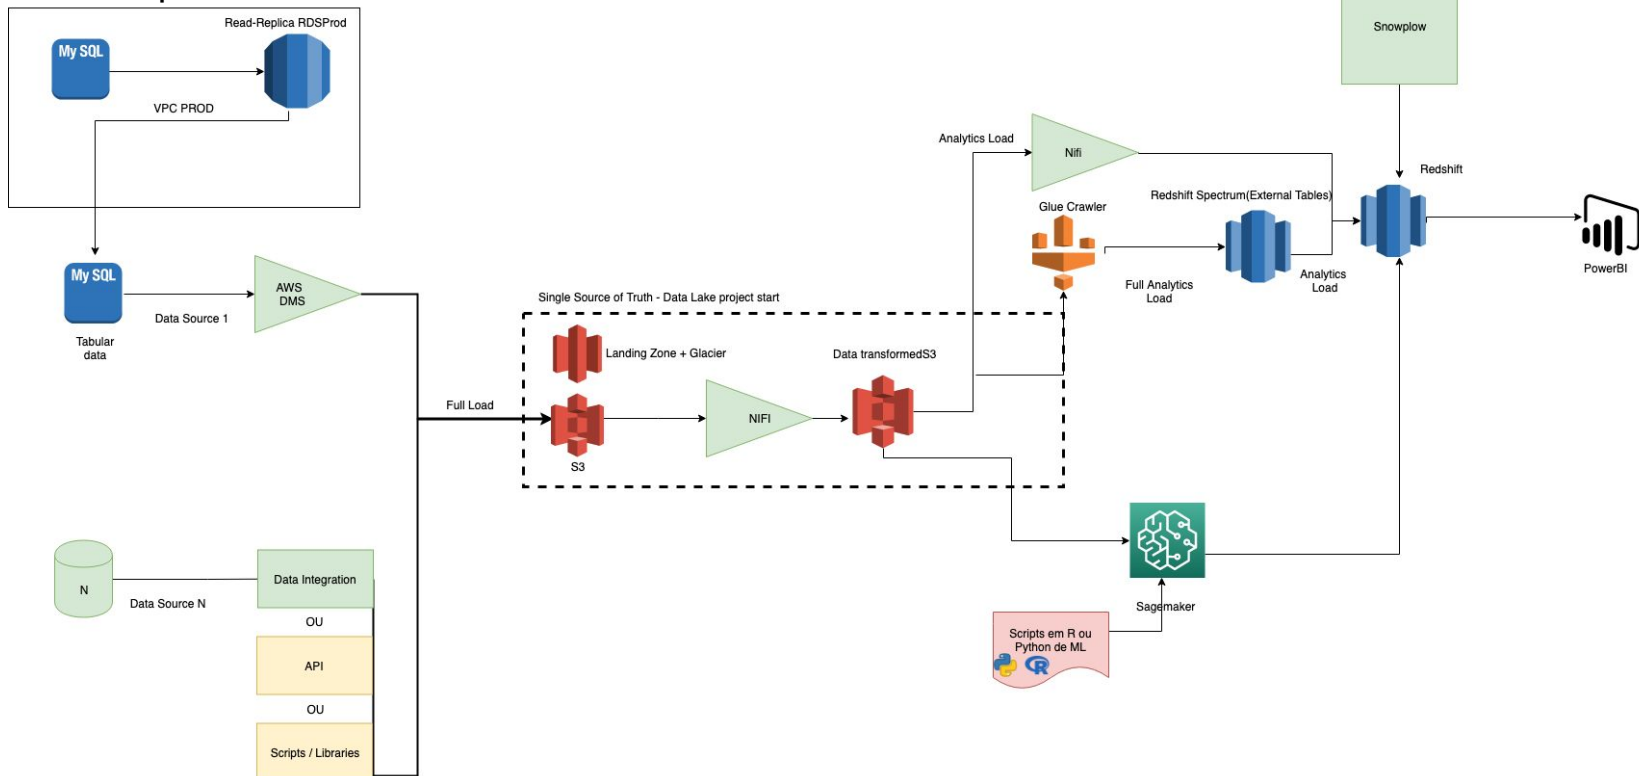 Read-Replica RDSProd
My SQL
VPC PROD
My SQL
Tabular
data
Data Source 1
AWS
DMS
Full Load
Single Source of Truth - Data Lake project start
Landing Zone + Glacier
S3
NIFI
Data transformedS3
Analytics Load
Nifi
Glue Crawler
Full Analytics
Load
Redshift Spectrum(External Tables)
Analytics
Load
Snowplow
Redshift
PowerBI
N
Data Source N
Data Integration
OU
API
OU
Scripts / Libraries
Sagemaker
Scripts em R ou
Python de ML
R